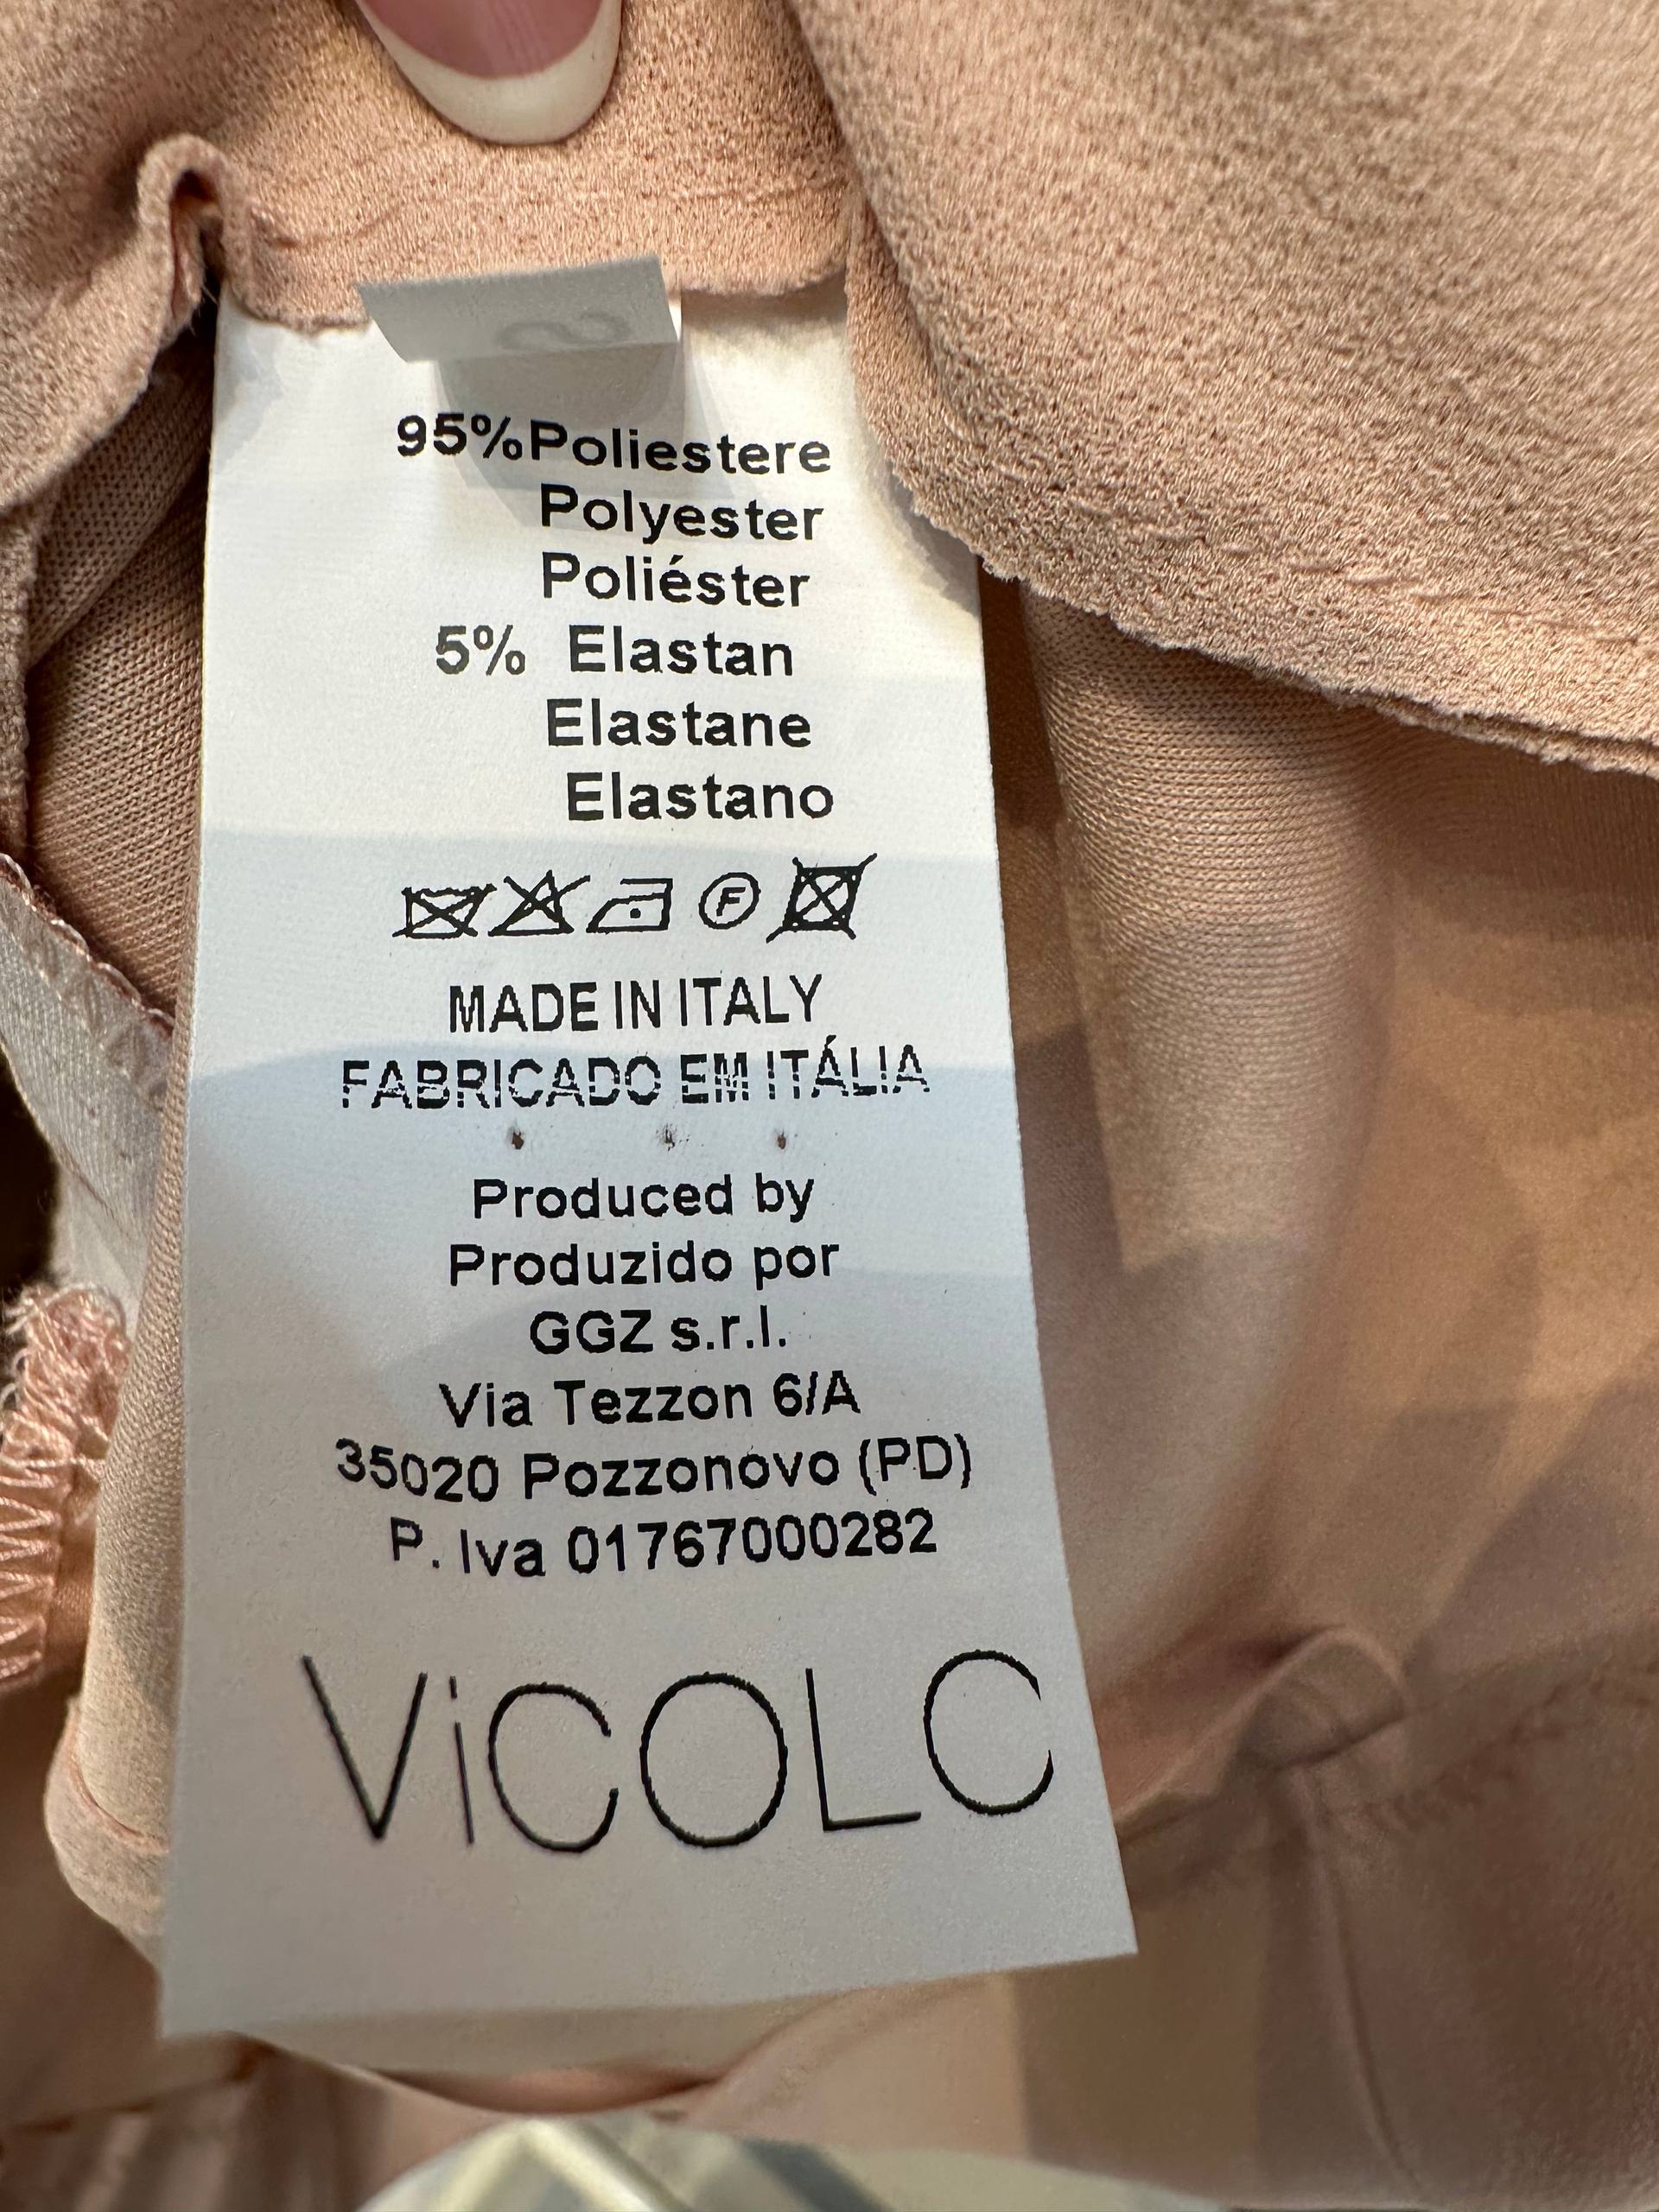 S
95%Poliestere
Polyester
Poliéster
5% Elastan
Elastane
Elastano
F
MADE IN ITALY
FABRICADO EM ITÁLIA
Produced by
Produzido por
GGZ s.r.l.
Via Tezzon 6/A
35020 Pozzonovo (PD)
P. Iva 01767000282
ViCOLO